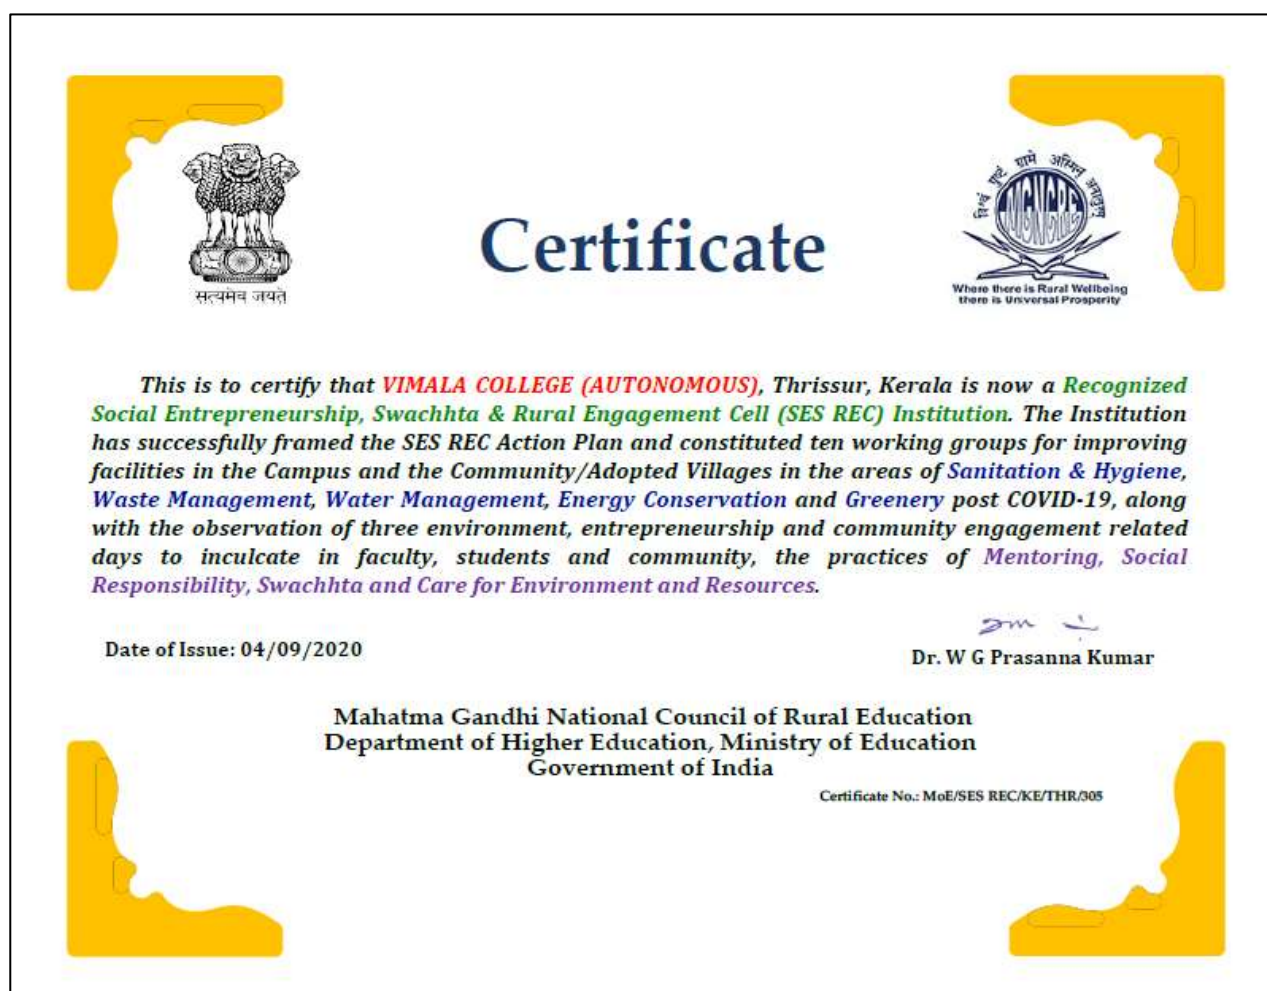 सत्यमेव जयते
Certificate
विश्वं पुष्टं ग्रामे अस्मिन् अनातुरम्
MGNCRE
Where there is Rural Wellbeing
there is Universal Prosperity
This is to certify that VIMALA COLLEGE (AUTONOMOUS), Thrissur, Kerala is now a Recognized
Social Entrepreneurship, Swachhta & Rural Engagement Cell (SES REC) Institution. The Institution
has successfully framed the SES REC Action Plan and constituted ten working groups for improving
facilities in the Campus and the Community/Adopted Villages in the areas of Sanitation & Hygiene,
Waste Management, Water Management, Energy Conservation and Greenery post COVID-19, along
with the observation of three environment, entrepreneurship and community engagement related
days to inculcate in faculty, students and community, the practices of Mentoring, Social
Responsibility, Swachhta and Care for Environment and Resources.
Date of Issue: 04/09/2020
Dr. W G Prasanna Kumar
Mahatma Gandhi National Council of Rural Education
Department of Higher Education, Ministry of Education
Government of India
Certificate No.: MoE/SES REC/KE/THR/305